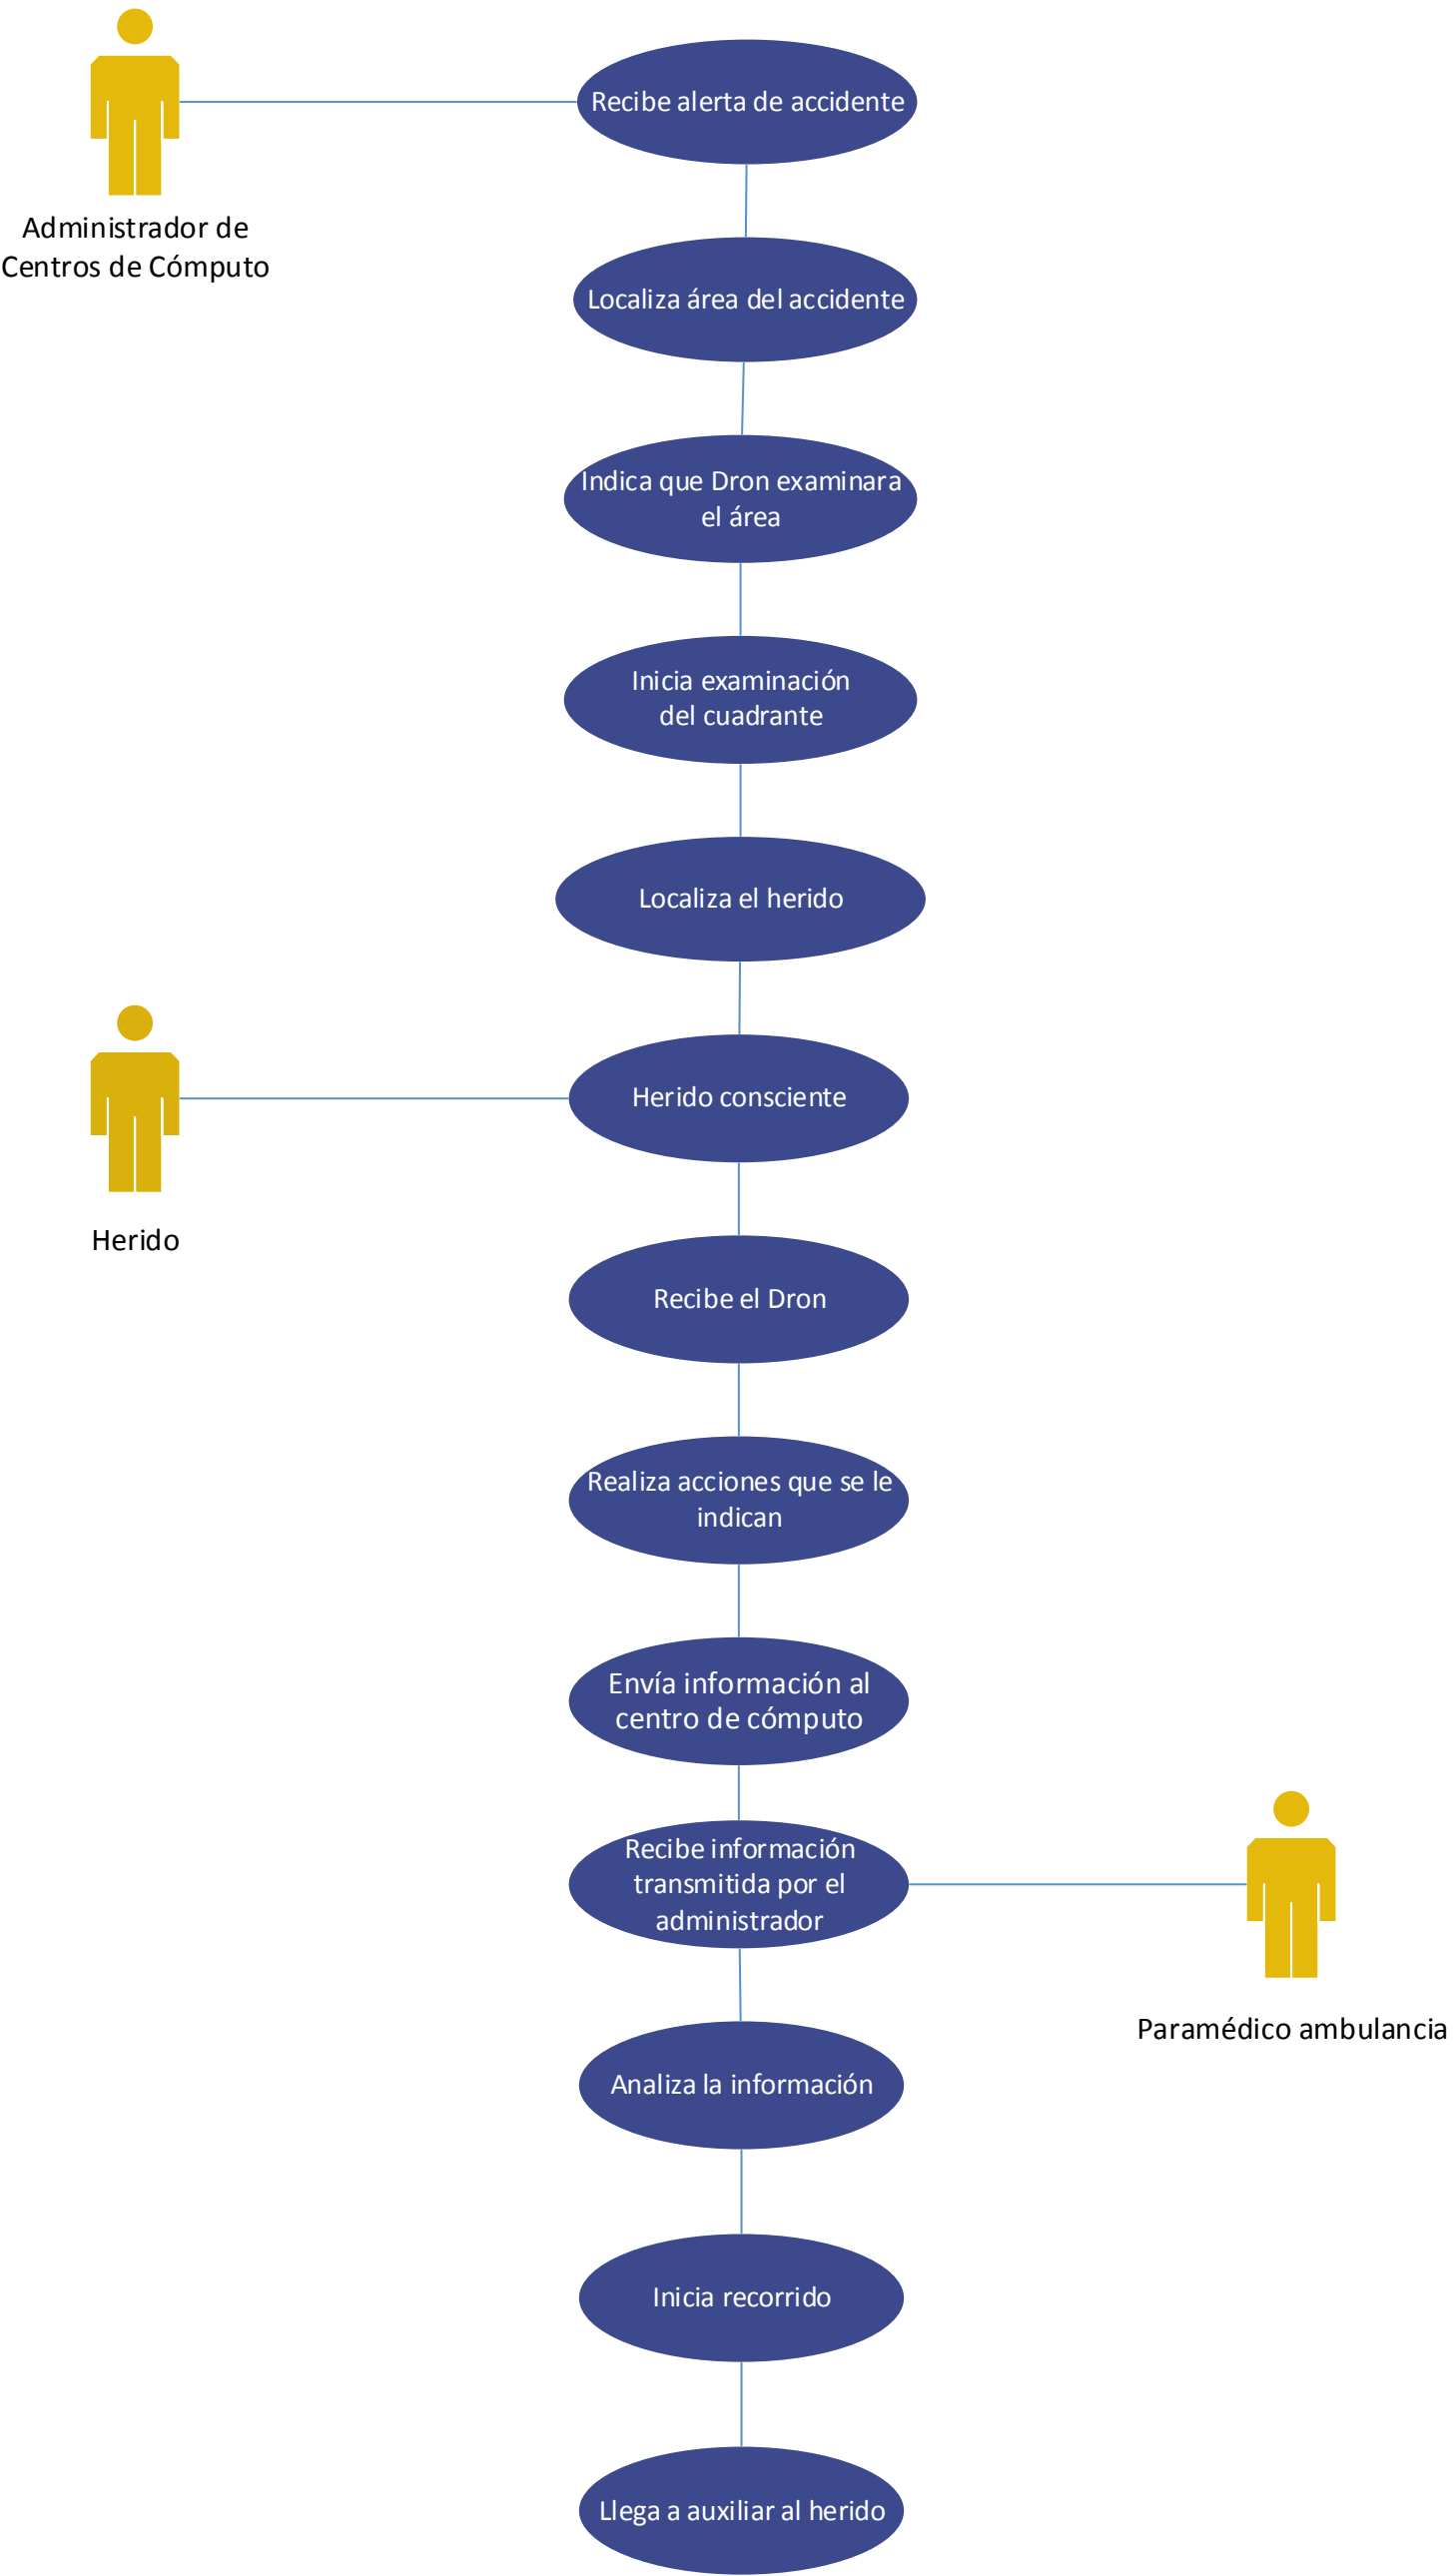 Recibe alerta de accidente
Administrador de
Centros de Cómputo
Localiza área del accidente
Indica que Dron examinara
el área
Inicia examinación
del cuadrante
Localiza el herido
Herido consciente
Herido
Recibe el Dron
Realiza acciones que se le
indican
Envía información al
centro de cómputo
Recibe información
transmitida por el
administrador
Paramédico ambulancia
Analiza la información
Inicia recorrido
Llega a auxiliar al herido